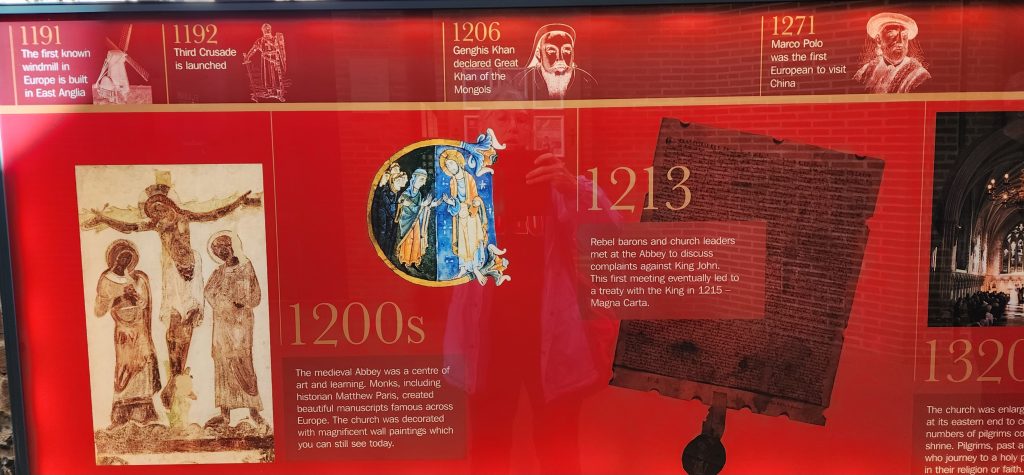 1191
The first known
windmill in
Europe is built
in East Anglia
1192
Third Crusade
is launched
1206
Genghis Khan
declared Great
Khan of the
Mongols
1271
Marco Polo
was the first
European to visit
China
1200s
The medieval Abbey was a centre of
art and learning. Monks, including
historian Matthew Paris, created
beautiful manuscripts famous across
Europe. The church was decorated
with magnificent wall paintings which
you can still see today.
1213
Rebel barons and church leaders
met at the Abbey to discuss
complaints against King John.
This first meeting eventually led to
a treaty with the King in 1215 –
Magna Carta.
1320
The church was enlarg
at its eastern end to
numbers of pilgrims
shrine. Pilgrims, past
who journey to a holy
in their religion or faith